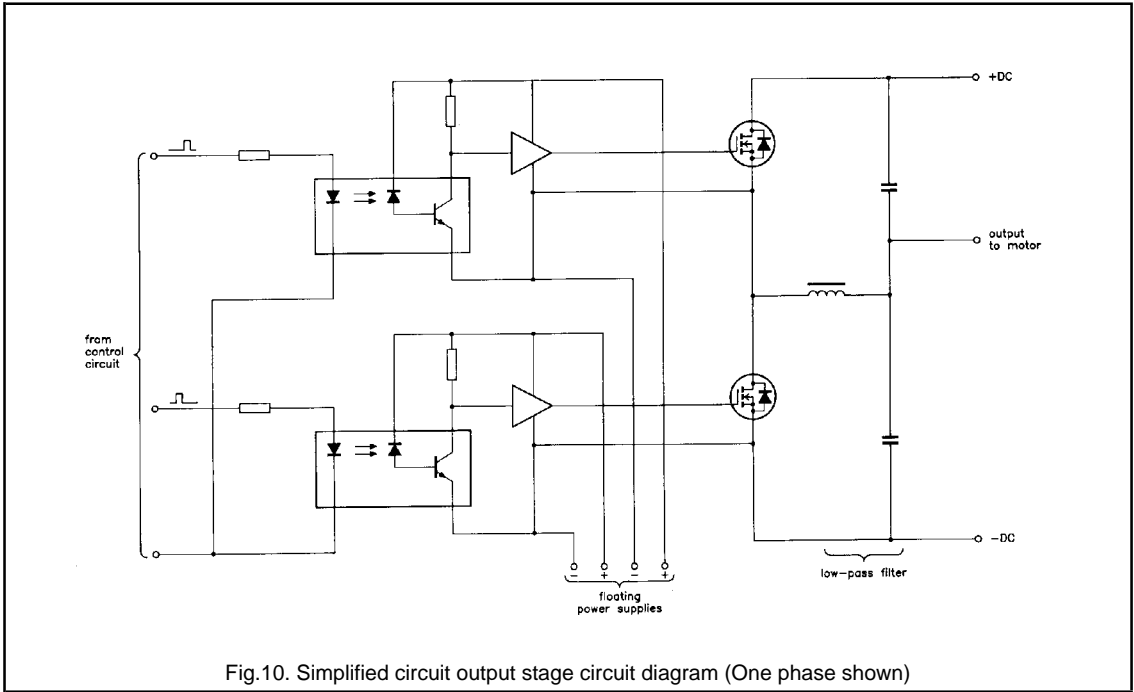 +DC
output
to motor
from
control
circuit
-DC
low-pass filter
- + - +
floating
power supplies
Fig.10. Simplified circuit output stage circuit diagram (One phase shown)